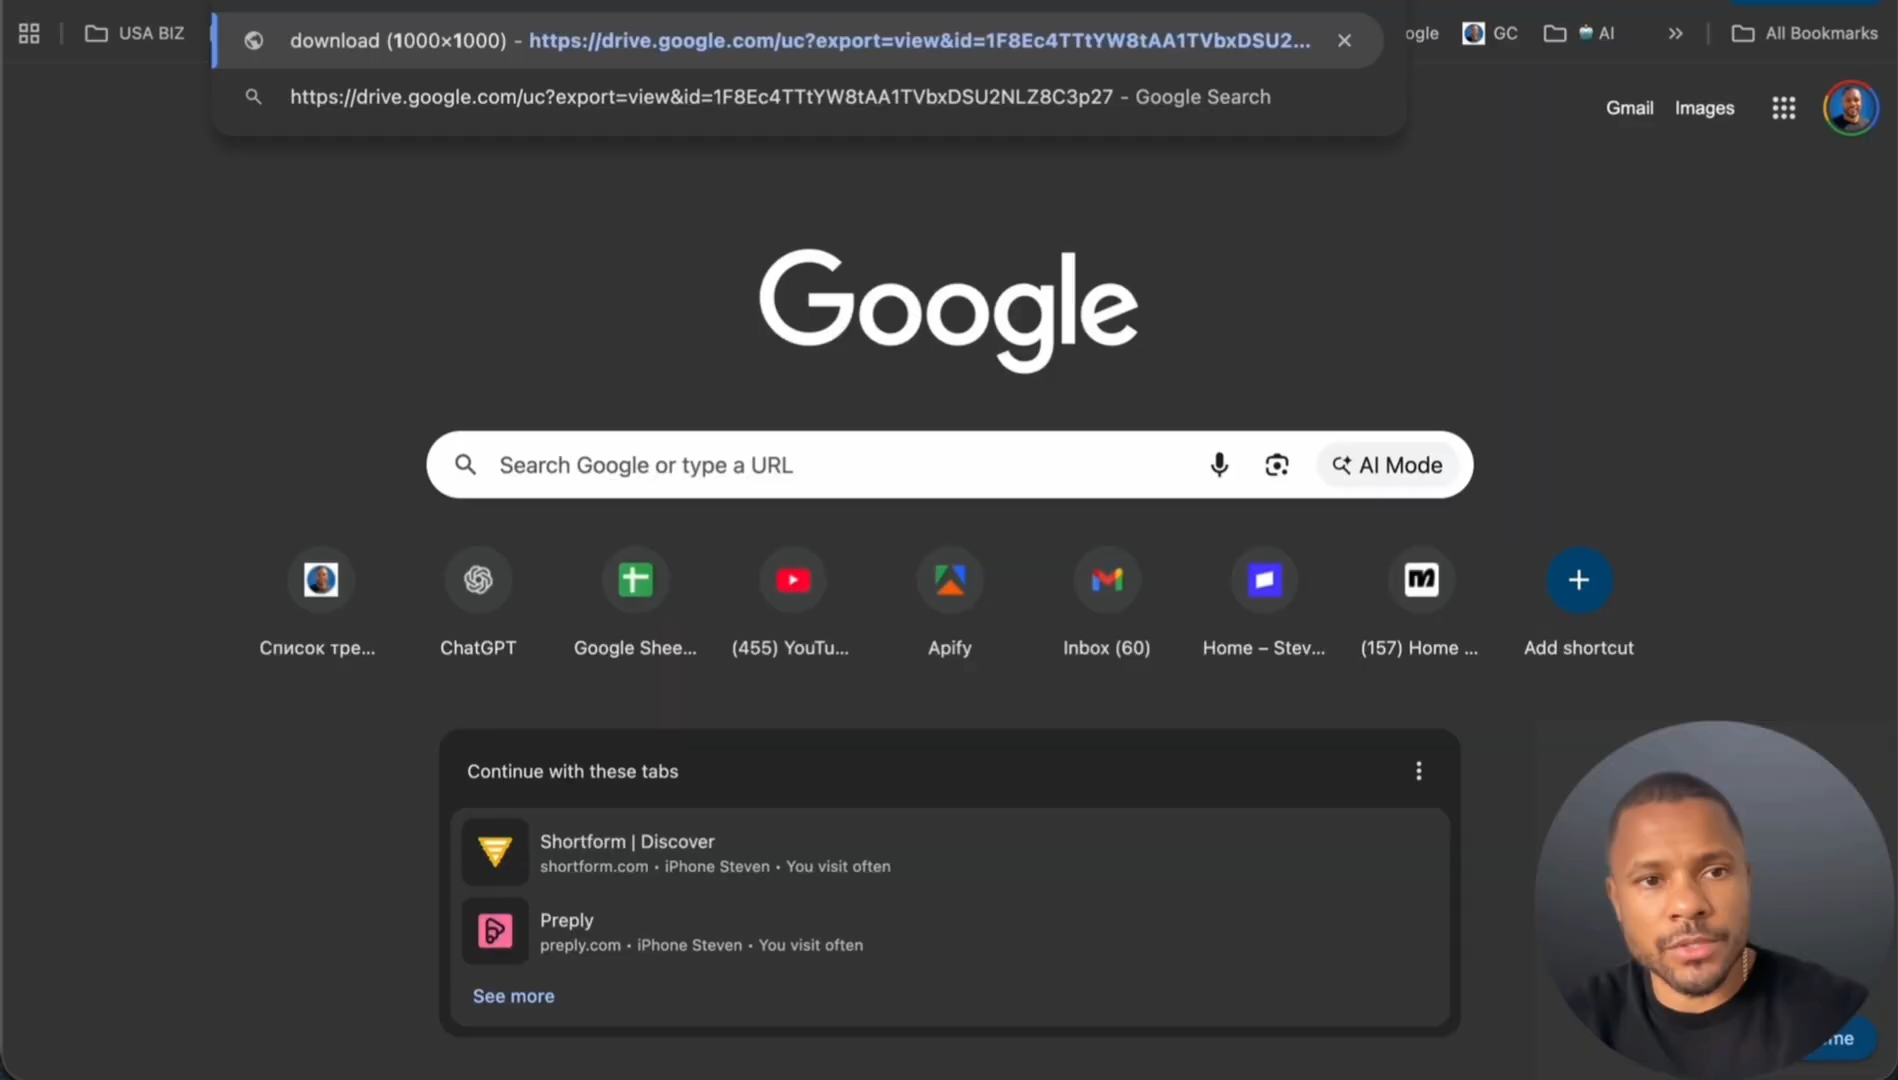 USA BIZ
download (1000×1000) – https://drive.google.com/uc?export=view&id=1F8Ec4TTtYW8tAA1TVbxDSU2...
ogle
GC
AI
All Bookmarks
https://drive.google.com/uc?export=view&id=1F8Ec4TTtYW8tAA1TVbxDSU2NLZ8C3p27 – Google Search
Gmail
Images
Google
Search Google or type a URL
AI Mode
Список тре...
ChatGPT
Google Shee...
(455) YouTu...
Apify
Inbox (60)
Home – Stev...
(157) Home ...
Add shortcut
Continue with these tabs
Shortform | Discover
shortform.com • iPhone Steven • You visit often
Preply
preply.com • iPhone Steven • You visit often
See more
me